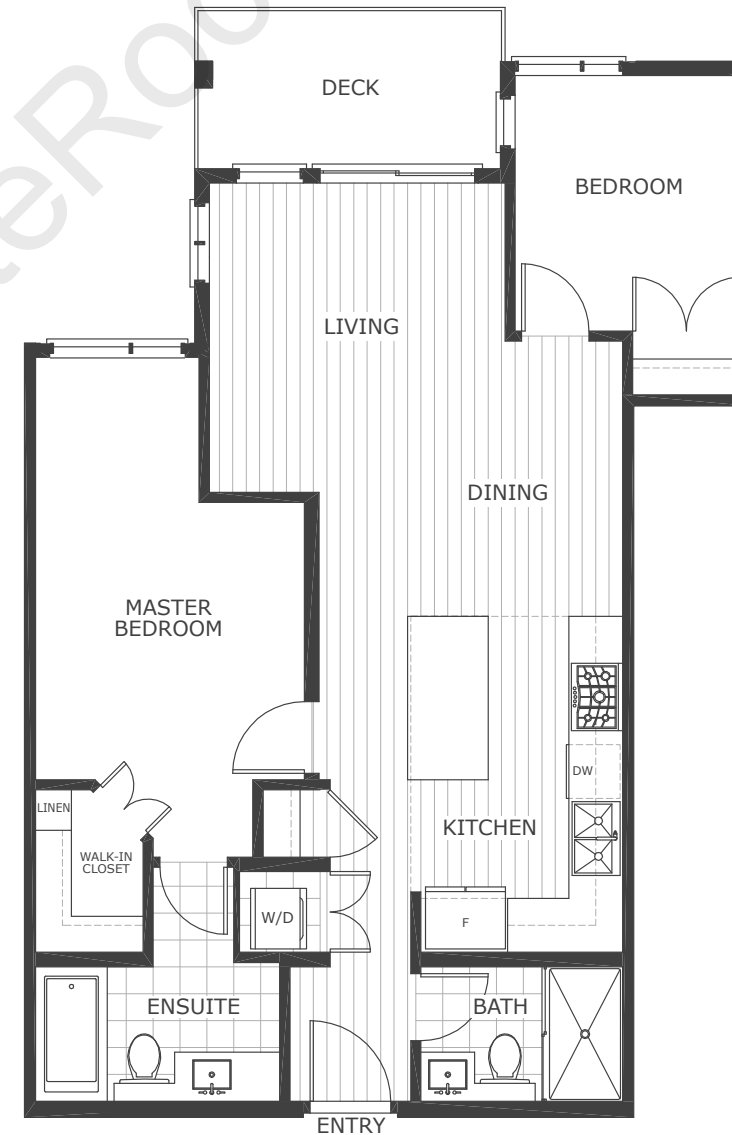 DECK
BEDROOM
LIVING
DINING
MASTER
BEDROOM
DW
LINEN
KITCHEN
WALK-IN
CLOSET
W/D
F
ENSUITE
BATH
ENTRY